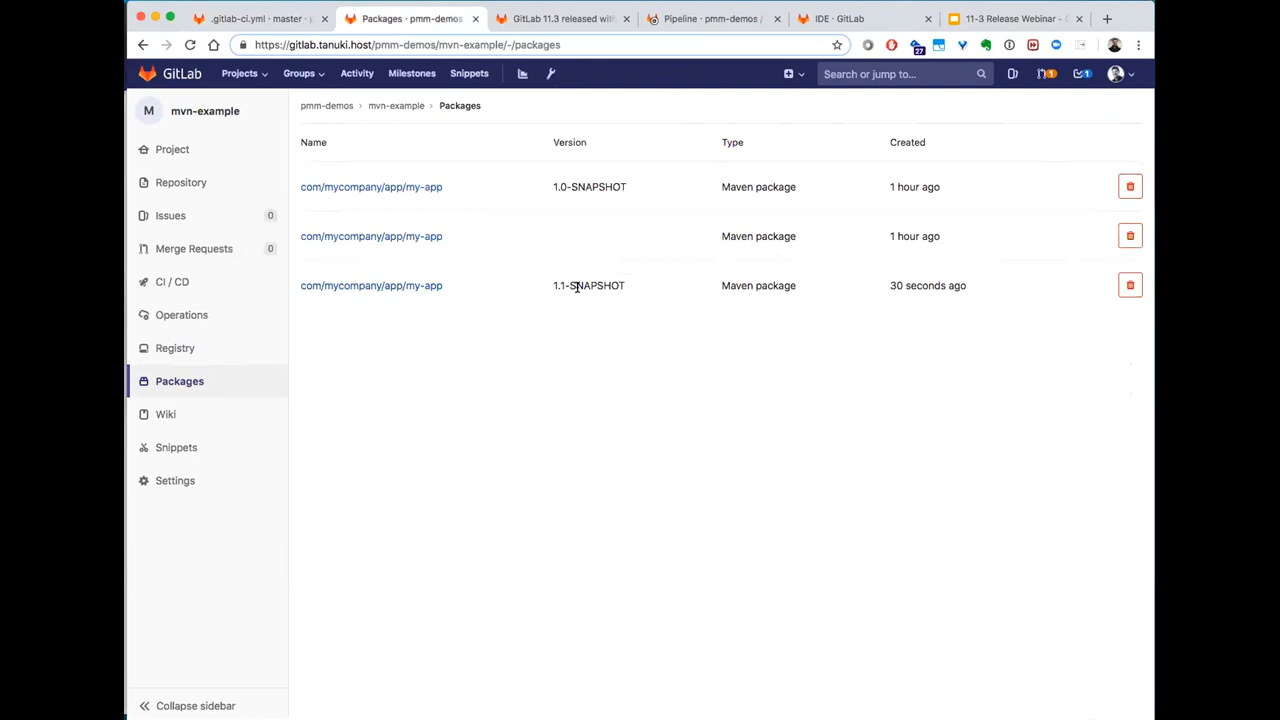 .gitlab-ci.yml · master · p
Packages · pmm-demos
GitLab 11.3 released with
Pipeline · pmm-demos /
IDE · GitLab
11-3 Release Webinar - G
https://gitlab.tanuki.host/pmm-demos/mvn-example/-/packages
27
GitLab
Projects
Groups
Activity
Milestones
Snippets
Search or jump to...
1
1
M
mvn-example
pmm-demos › mvn-example › Packages
Project
Repository
Issues 0
Merge Requests 0
CI / CD
Operations
Registry
Packages
Wiki
Snippets
Settings
Collapse sidebar
Name Version Type Created
com/mycompany/app/my-app 1.0-SNAPSHOT Maven package 1 hour ago
com/mycompany/app/my-app Maven package 1 hour ago
com/mycompany/app/my-app 1.1-SNAPSHOT Maven package 30 seconds ago